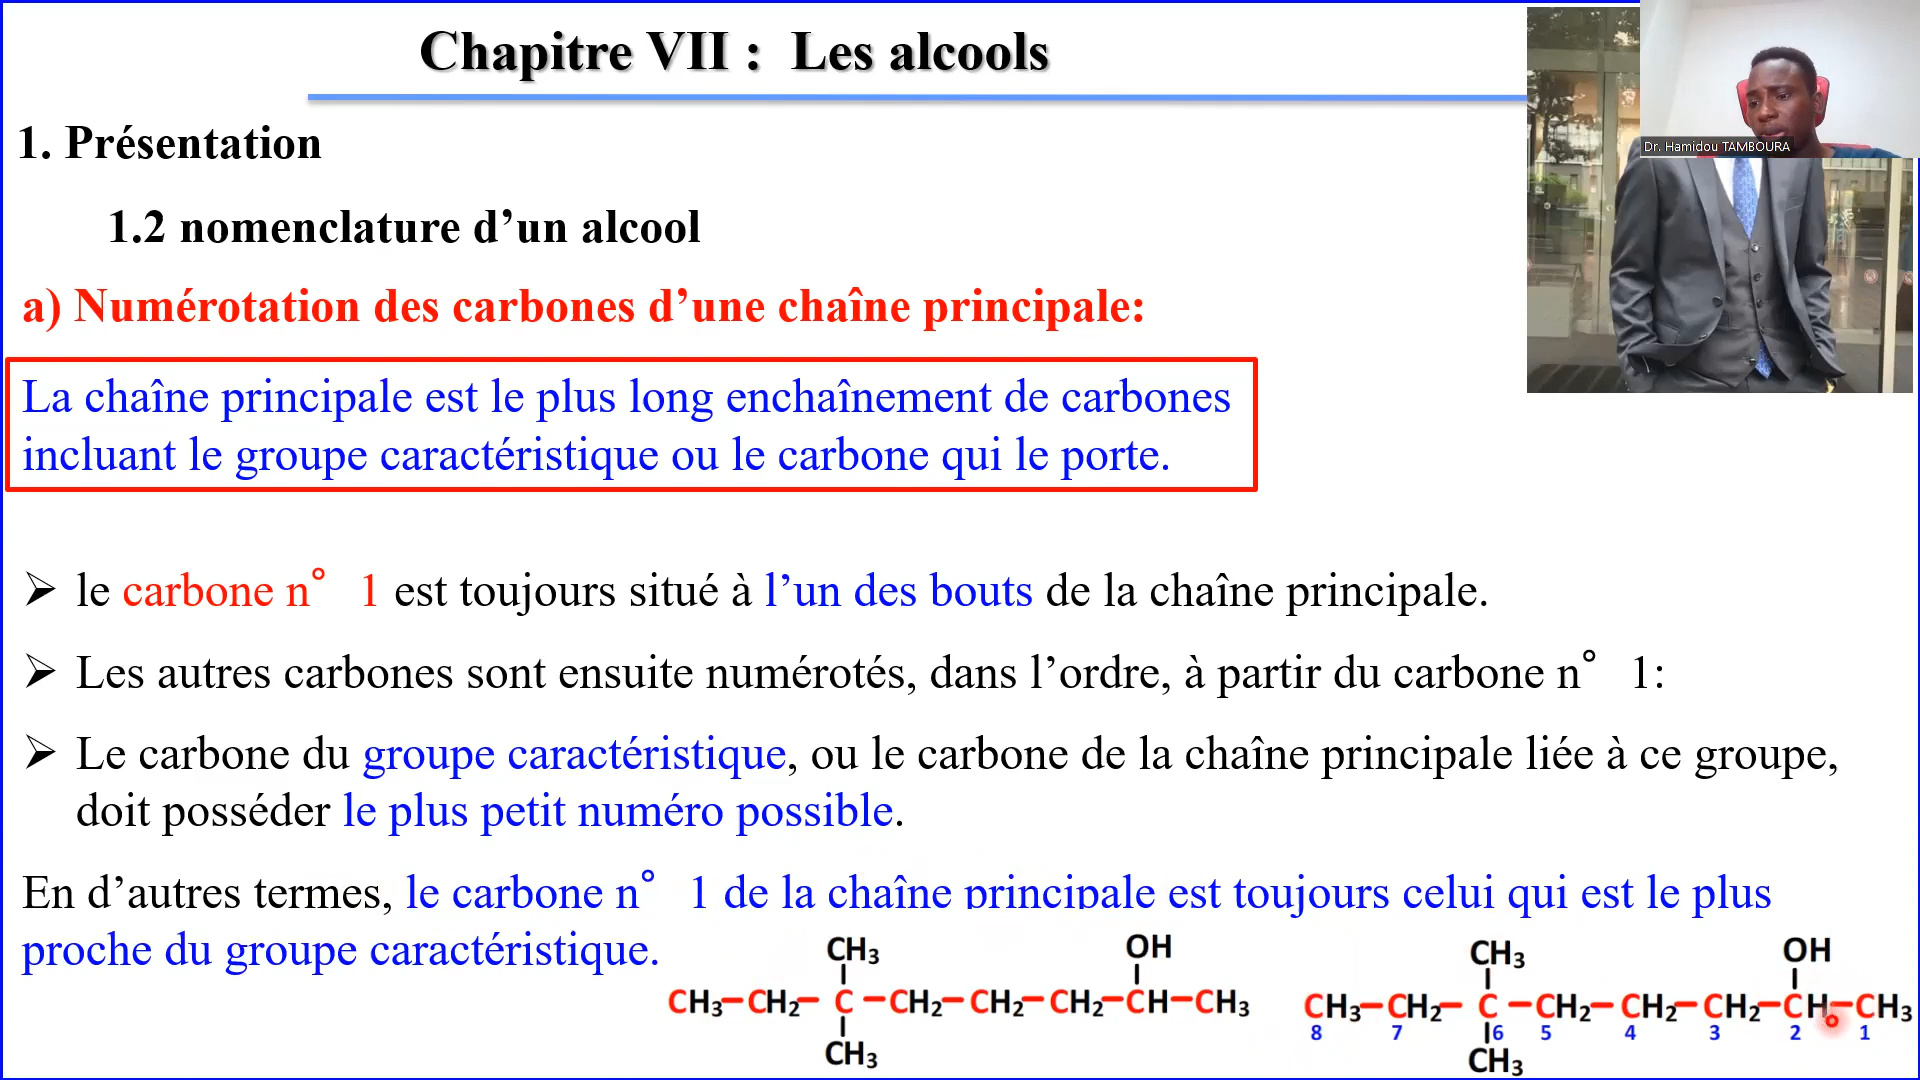 Chapitre VII : Les alcools
Dr. Hamidou TAMBOURA
1. Présentation
1.2 nomenclature d’un alcool
a) Numérotation des carbones d’une chaîne principale:
La chaîne principale est le plus long enchaînement de carbones
incluant le groupe caractéristique ou le carbone qui le porte.
➢ le carbone n° 1 est toujours situé à l’un des bouts de la chaîne principale.
➢ Les autres carbones sont ensuite numérotés, dans l’ordre, à partir du carbone n° 1:
➢ Le carbone du groupe caractéristique, ou le carbone de la chaîne principale liée à ce groupe,
doit posséder le plus petit numéro possible.
En d’autres termes, le carbone n° 1 de la chaîne principale est toujours celui qui est le plus
proche du groupe caractéristique.
CH₃ OH
CH₃–CH₂–C–CH₂–CH₂–CH₂–CH–CH₃
CH₃
CH₃ OH
CH₃–CH₂–C–CH₂–CH₂–CH₂–CH–CH₃
8 7 6 5 4 3 2 1
CH₃